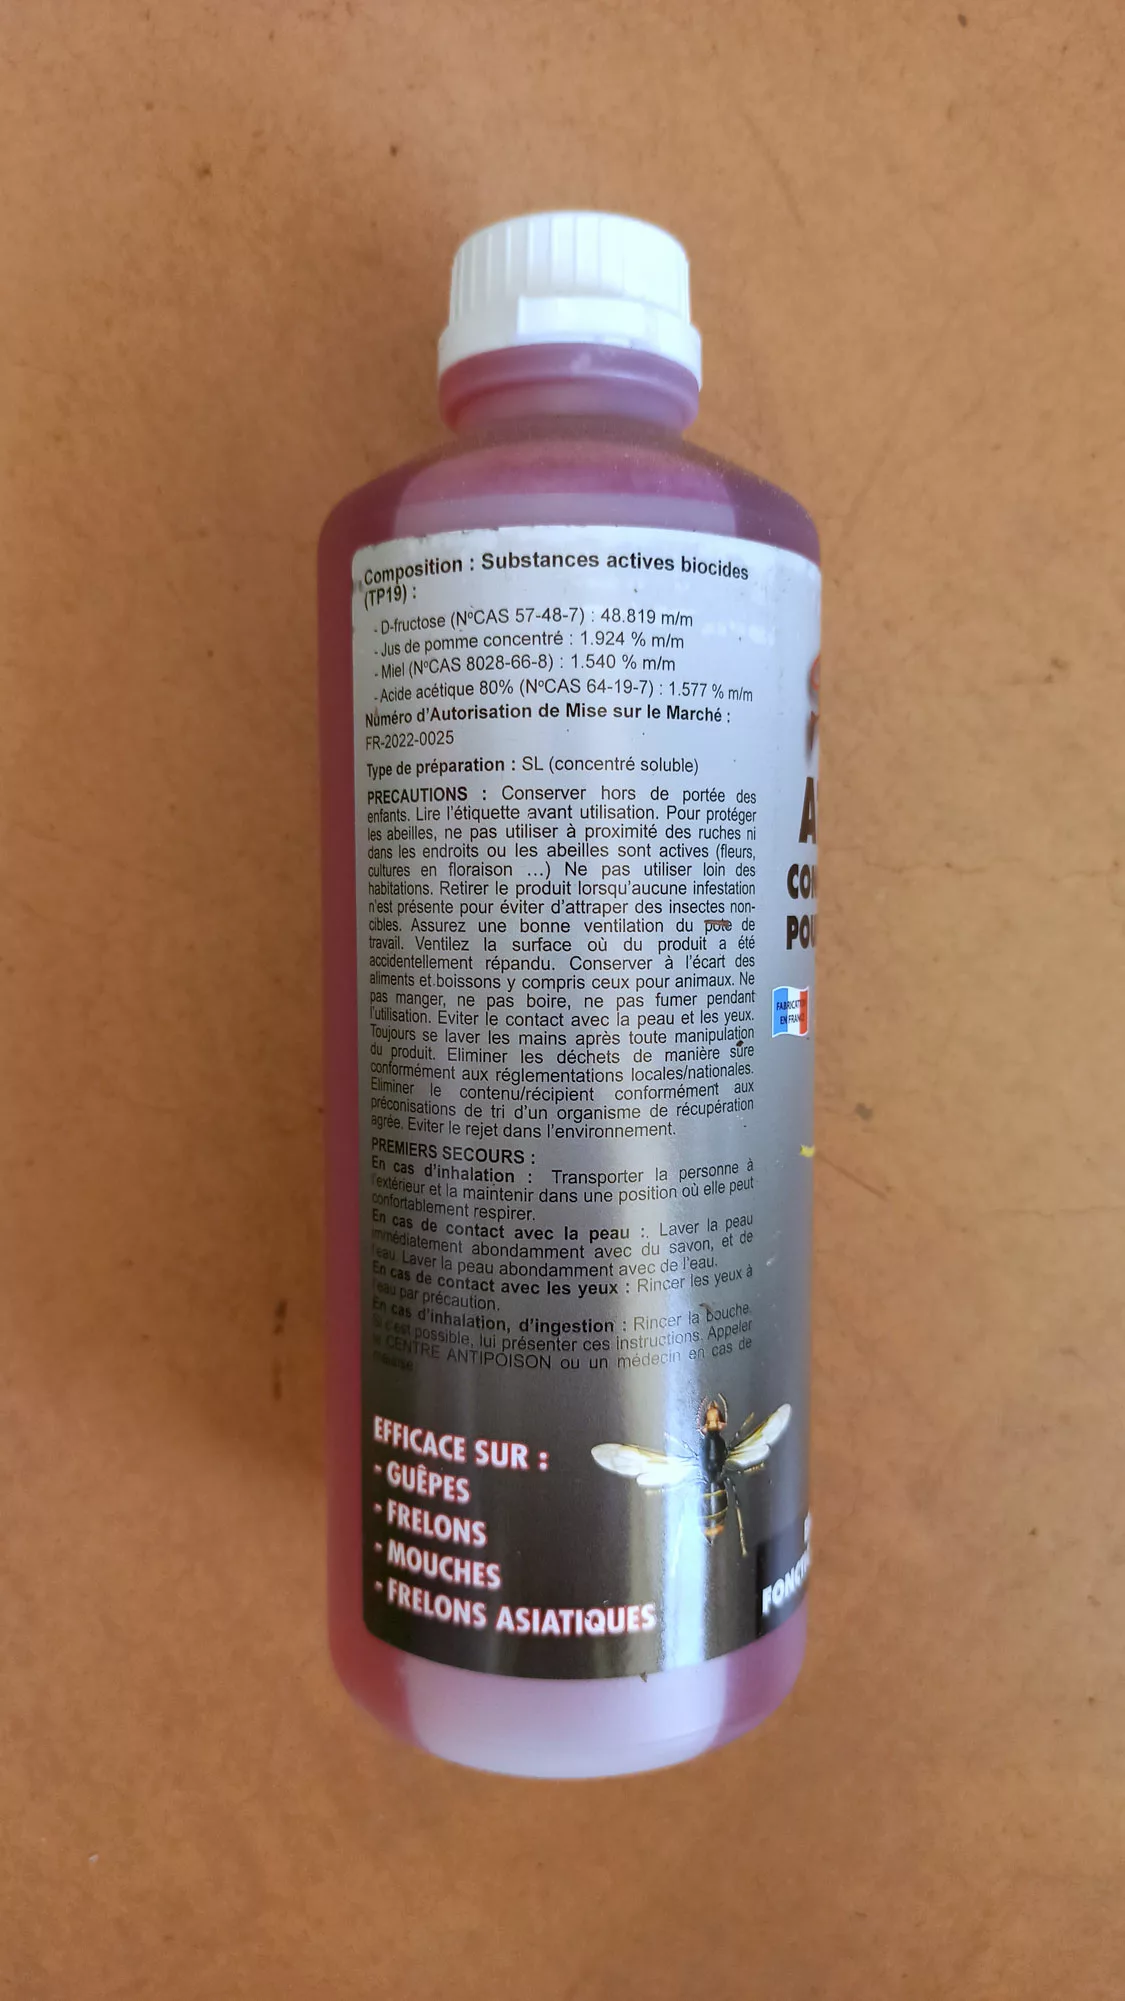 Composition : Substances actives biocides
(TP19) :
- D-fructose (N°CAS 57-48-7) : 48.819 m/m
- Jus de pomme concentré : 1.924 % m/m
- Miel (N°CAS 8028-66-8) : 1.540 % m/m
- Acide acétique 80% (N°CAS 64-19-7) : 1.577 % m/m
Numéro d'Autorisation de Mise sur le Marché :
FR-2022-0025
Type de préparation : SL (concentré soluble)
PRECAUTIONS : Conserver hors de portée des
enfants. Lire l'étiquette avant utilisation. Pour protéger
les abeilles, ne pas utiliser à proximité des ruches ni
dans les endroits ou les abeilles sont actives (fleurs,
cultures en floraison ...) Ne pas utiliser loin des
habitations. Retirer le produit lorsqu'aucune infestation
n'est présente pour éviter d'attraper des insectes non-
cibles. Assurez une bonne ventilation du de
travail. Ventilez la surface où du produit a été
accidentellement répandu. Conserver à l'écart des
aliments et boissons y compris ceux pour animaux. Ne
pas manger, ne pas boire, ne pas fumer pendant
l'utilisation. Eviter le contact avec la peau et les yeux.
Toujours se laver les mains après toute manipulation
du produit. Eliminer les déchets de manière sûre
conformément aux réglementations locales/nationales.
Eliminer le contenu/récipient conformément aux
préconisations de tri d'un organisme de récupération
agrée. Eviter le rejet dans l'environnement.
PREMIERS SECOURS :
En cas d'inhalation : Transporter la personne à
l'extérieur et la maintenir dans une position où elle peut
confortablement respirer.
En cas de contact avec la peau :. Laver la peau
immédiatement abondamment avec du savon, et de
l'eau. Laver la peau abondamment avec de l'eau.
En cas de contact avec les yeux : Rincer les yeux à
l'eau par précaution.
En cas d'inhalation, d'ingestion : Rincer la bouche.
Si c'est possible, lui présenter ces instructions. Appeler
le CENTRE ANTIPOISON ou un médecin en cas de
malaise.
EFFICACE SUR :
- GUÊPES
- FRELONS
- MOUCHES
- FRELONS ASIATIQUES
A
CON
POU
FABRICAT
EN FRANC
FONCT